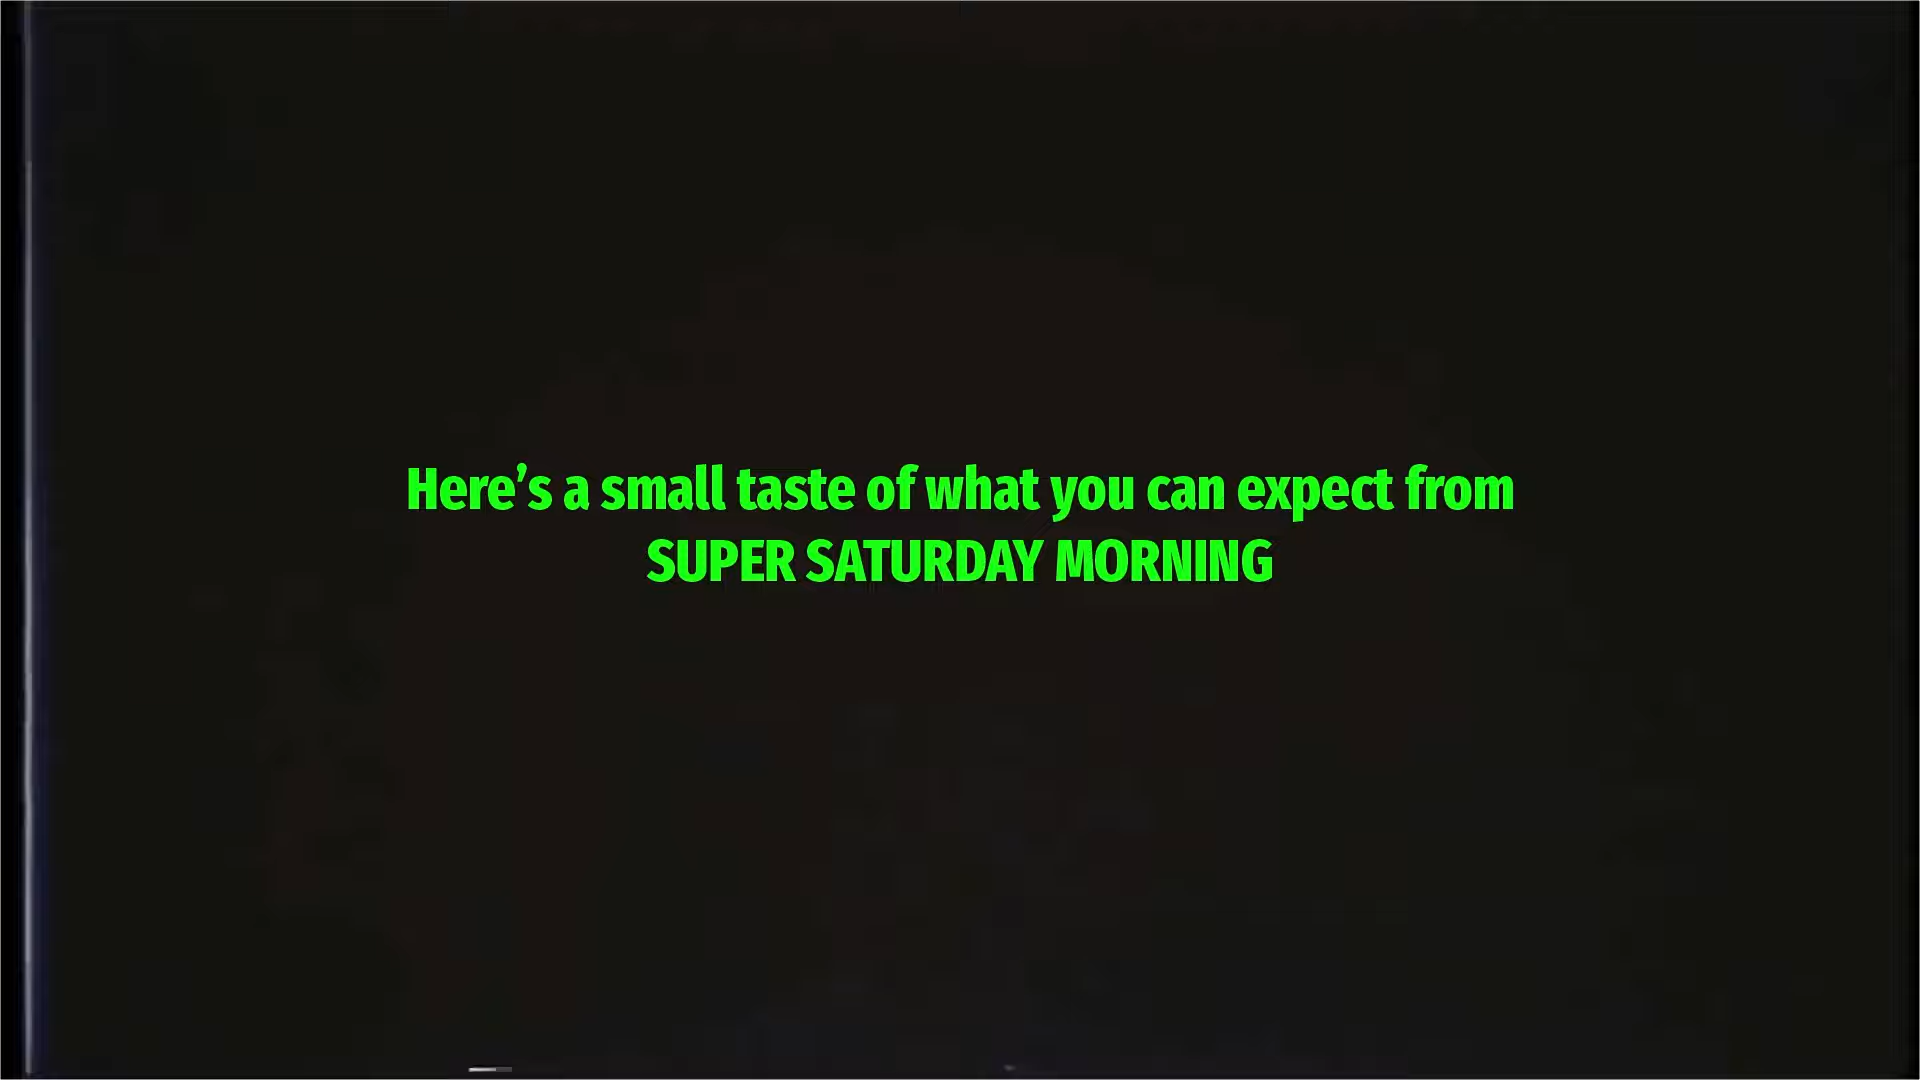 Here’s a small taste of what you can expect from
SUPER SATURDAY MORNING